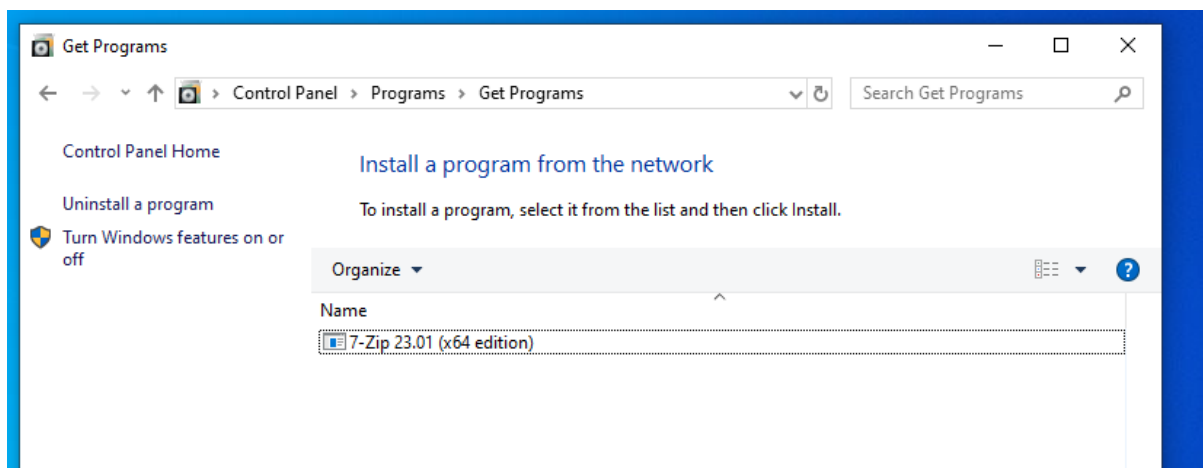 Get Programs
Control Panel > Programs > Get Programs
Search Get Programs
Control Panel Home
Uninstall a program
Turn Windows features on or
off
Install a program from the network
To install a program, select it from the list and then click Install.
Organize
Name
7-Zip 23.01 (x64 edition)